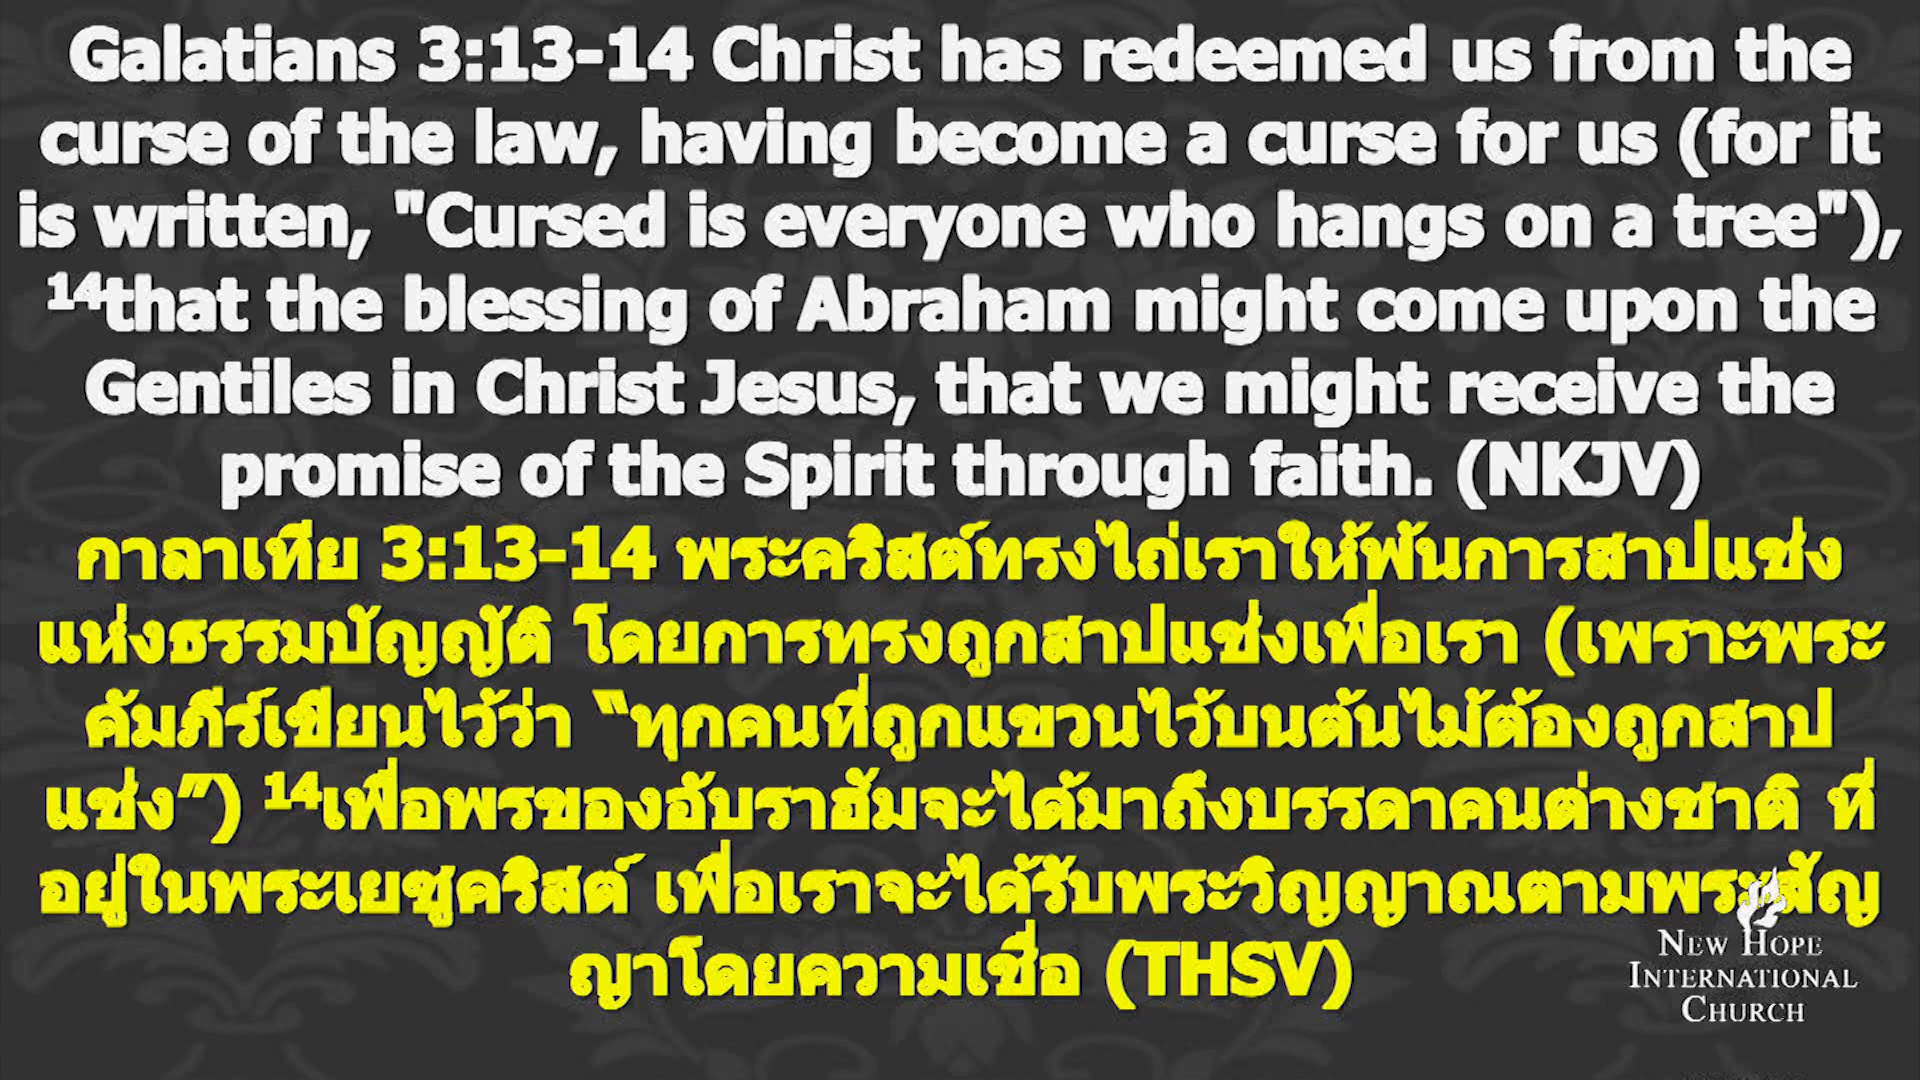 Galatians 3:13-14 Christ has redeemed us from the
curse of the law, having become a curse for us (for it
is written, "Cursed is everyone who hangs on a tree"),
¹⁴that the blessing of Abraham might come upon the
Gentiles in Christ Jesus, that we might receive the
promise of the Spirit through faith. (NKJV)
กาลาเทีย 3:13-14 พระคริสต์ทรงไถ่เราให้พ้นการสาปแช่ง
แห่งธรรมบัญญัติ โดยการทรงถูกสาปแช่งเพื่อเรา (เพราะพระ
คัมภีร์เขียนไว้ว่า “ทุกคนที่ถูกแขวนไว้บนต้นไม้ต้องถูกสาป
แช่ง”) ¹⁴เพื่อพรของอับราฮัมจะได้มาถึงบรรดาคนต่างชาติ ที่
อยู่ในพระเยซูคริสต์ เพื่อเราจะได้รับพระวิญญาณตามพระสัญ
ญาโดยความเชื่อ (THSV)
NEW HOPE
INTERNATIONAL
CHURCH